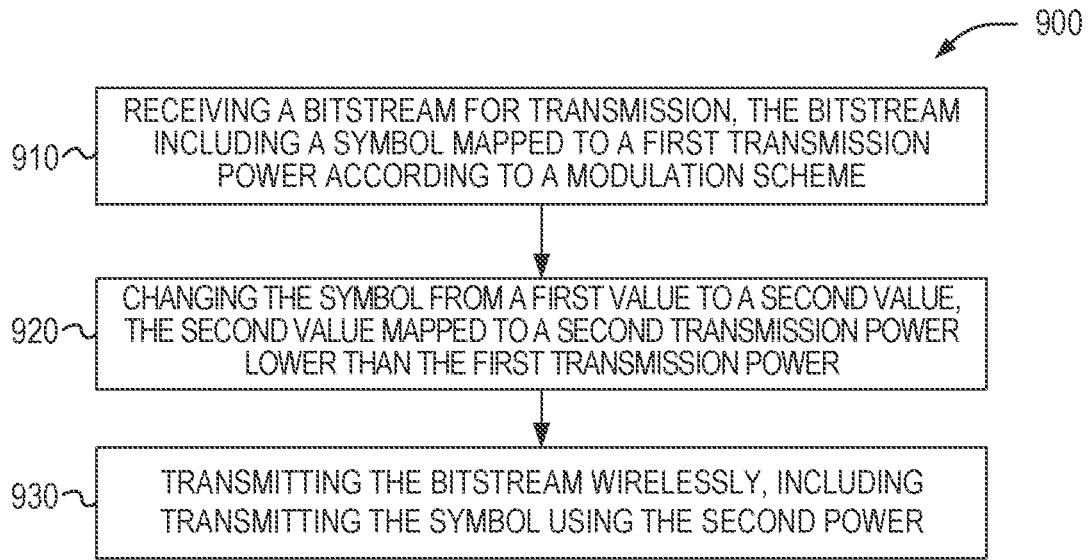 900
910
RECEIVING A BITSTREAM FOR TRANSMISSION, THE BITSTREAM
INCLUDING A SYMBOL MAPPED TO A FIRST TRANSMISSION
POWER ACCORDING TO A MODULATION SCHEME
920
CHANGING THE SYMBOL FROM A FIRST VALUE TO A SECOND VALUE,
THE SECOND VALUE MAPPED TO A SECOND TRANSMISSION POWER
LOWER THAN THE FIRST TRANSMISSION POWER
930
TRANSMITTING THE BITSTREAM WIRELESSLY, INCLUDING
TRANSMITTING THE SYMBOL USING THE SECOND POWER